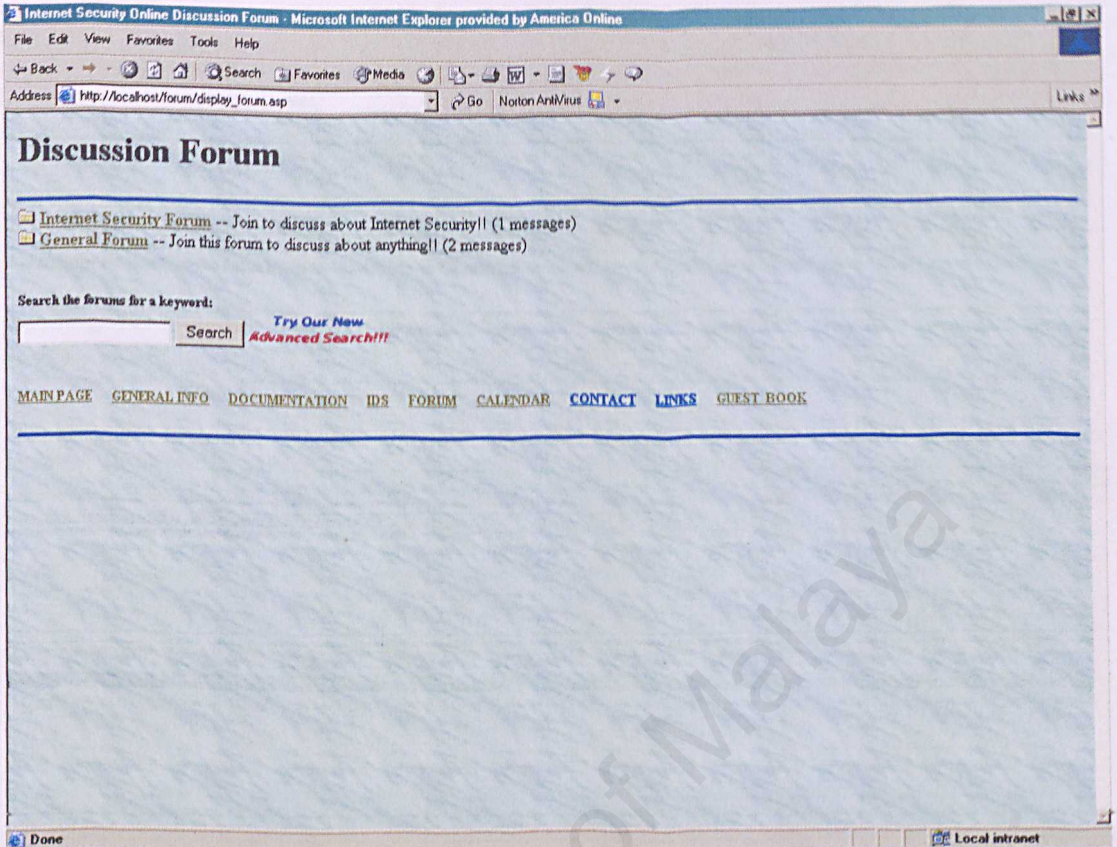 Internet Security Online Discussion Forum - Microsoft Internet Explorer provided by America Online
File Edit View Favorites Tools Help
Back Search Favorites Media
Address http://localhost/forum/display_forum.asp Go Norton AntiVirus Links »
Discussion Forum
Internet Security Forum -- Join to discuss about Internet Security!! (1 messages)
General Forum -- Join this forum to discuss about anything!! (2 messages)
Search the forums for a keyword:
Search Try Our New
Advanced Search!!!
MAIN PAGE GENERAL INFO DOCUMENTATION IDS FORUM CALENDAR CONTACT LINKS GUEST BOOK
of Malaya
Done Local intranet